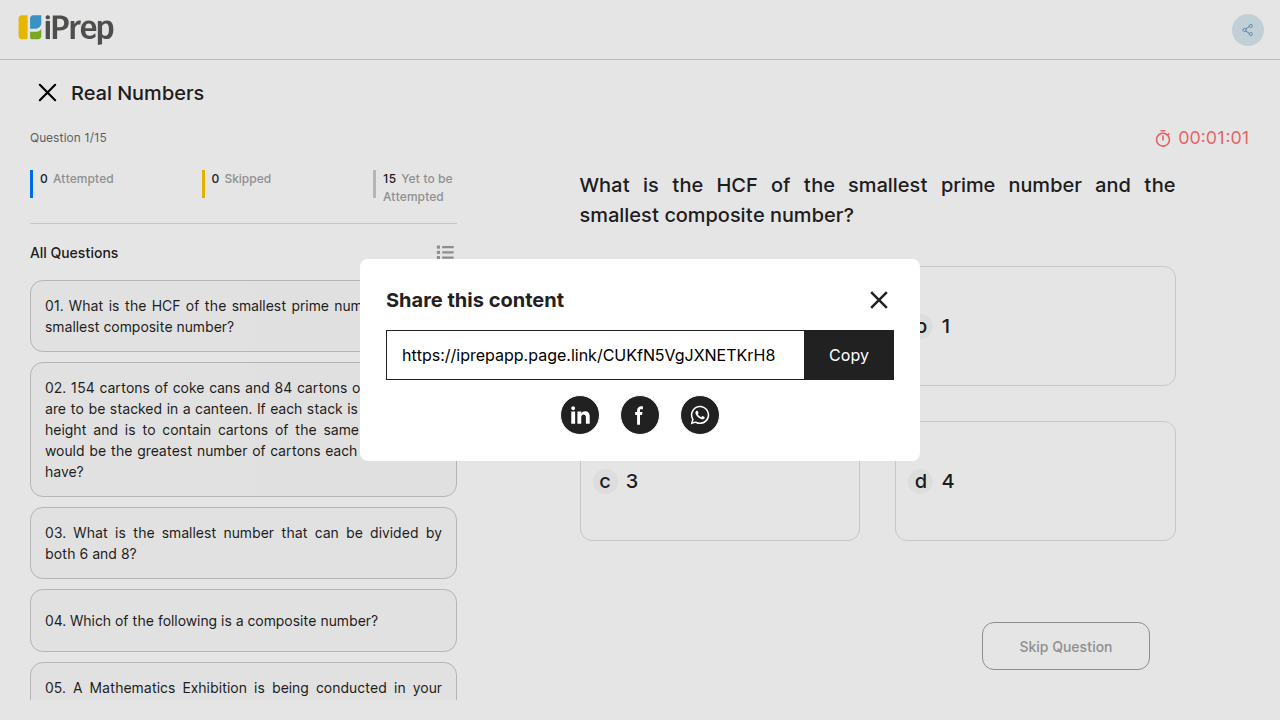 iPrep
Real Numbers
Question 1/15
00:01:01
0 Attempted
0 Skipped
15 Yet to be
Attempted
What is the HCF of the smallest prime number and the
smallest composite number?
All Questions
01. What is the HCF of the smallest prime num
smallest composite number?
02. 154 cartons of coke cans and 84 cartons o
are to be stacked in a canteen. If each stack is
height and is to contain cartons of the same
would be the greatest number of cartons each
have?
03. What is the smallest number that can be divided by
both 6 and 8?
04. Which of the following is a composite number?
05. A Mathematics Exhibition is being conducted in your
Share this content
https://iprepapp.page.link/CUKfN5VgJXNETKrH8
Copy
in
f
b 1
c 3
d 4
Skip Question